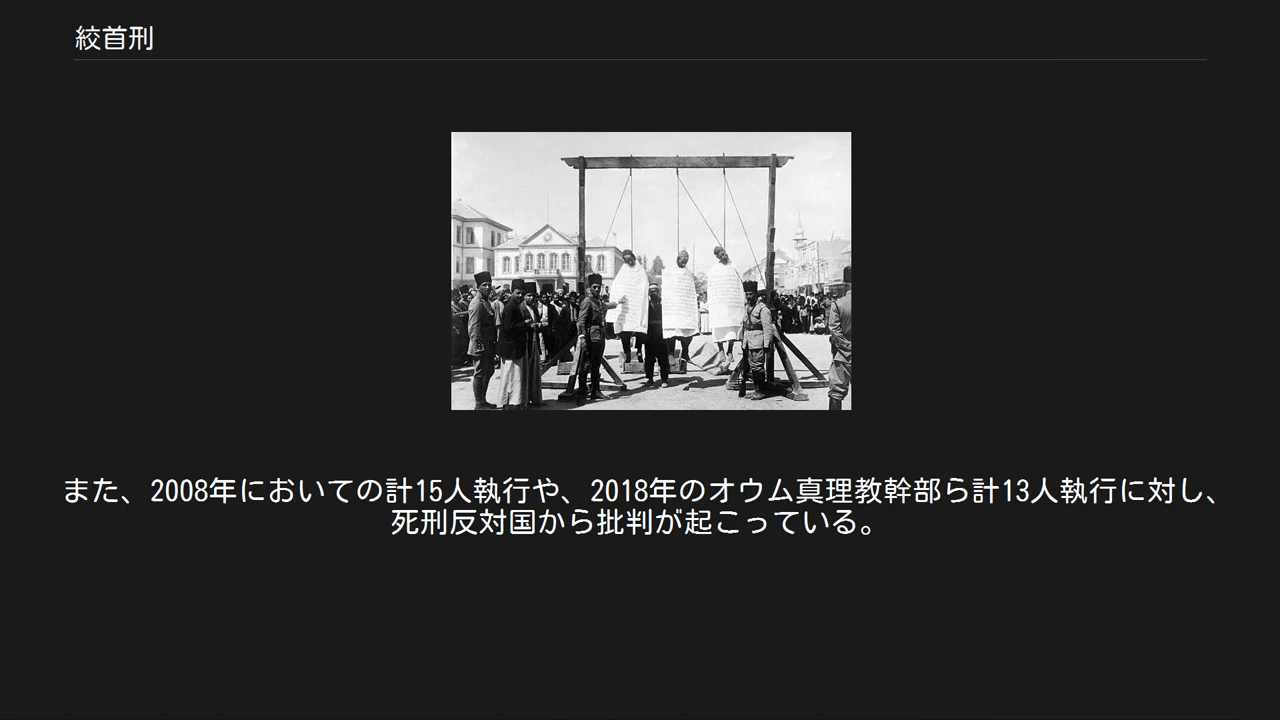 絞首刑
また、2008年においての計15人執行や、2018年のオウム真理教幹部ら計13人執行に対し、
死刑反対国から批判が起こっている。